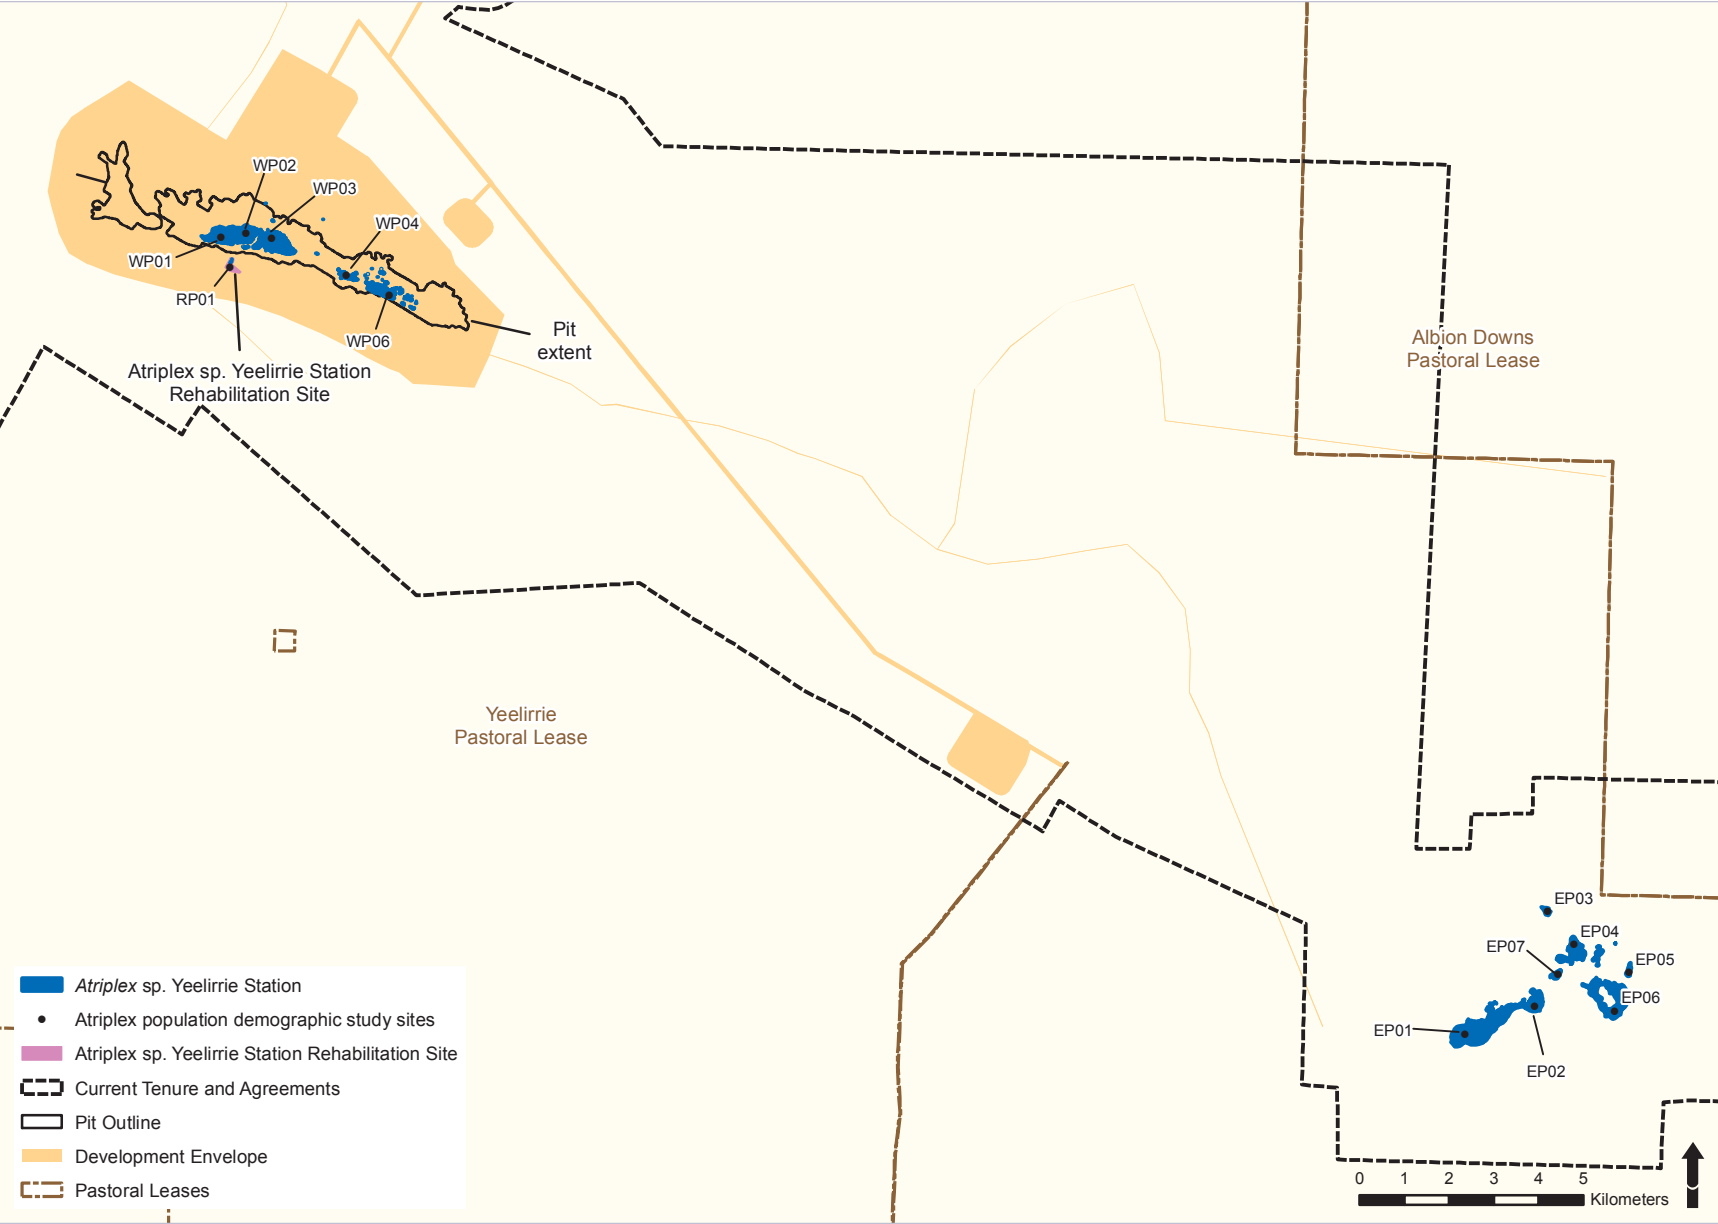 WP02
WP03
WP04
WP01
RP01
WP06
Pit
extent
Atriplex sp. Yeelirrie Station
Rehabilitation Site
Albion Downs
Pastoral Lease
Yeelirrie
Pastoral Lease
EP03
EP04
EP07
EP05
EP06
EP01
EP02
Atriplex sp. Yeelirrie Station
Atriplex population demographic study sites
Atriplex sp. Yeelirrie Station Rehabilitation Site
Current Tenure and Agreements
Pit Outline
Development Envelope
Pastoral Leases
0 1 2 3 4 5
Kilometers